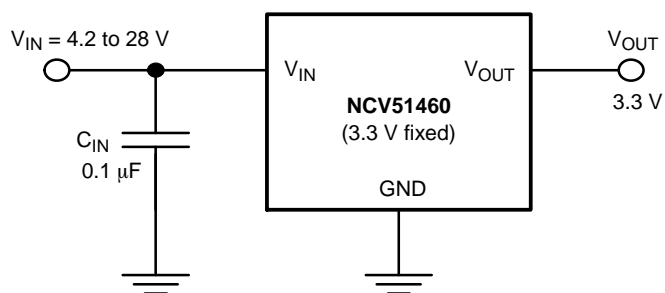 V_IN = 4.2 to 28 V
V_OUT
V_IN
V_OUT
3.3 V
NCV51460
(3.3 V fixed)
C_IN
0.1 μF
GND